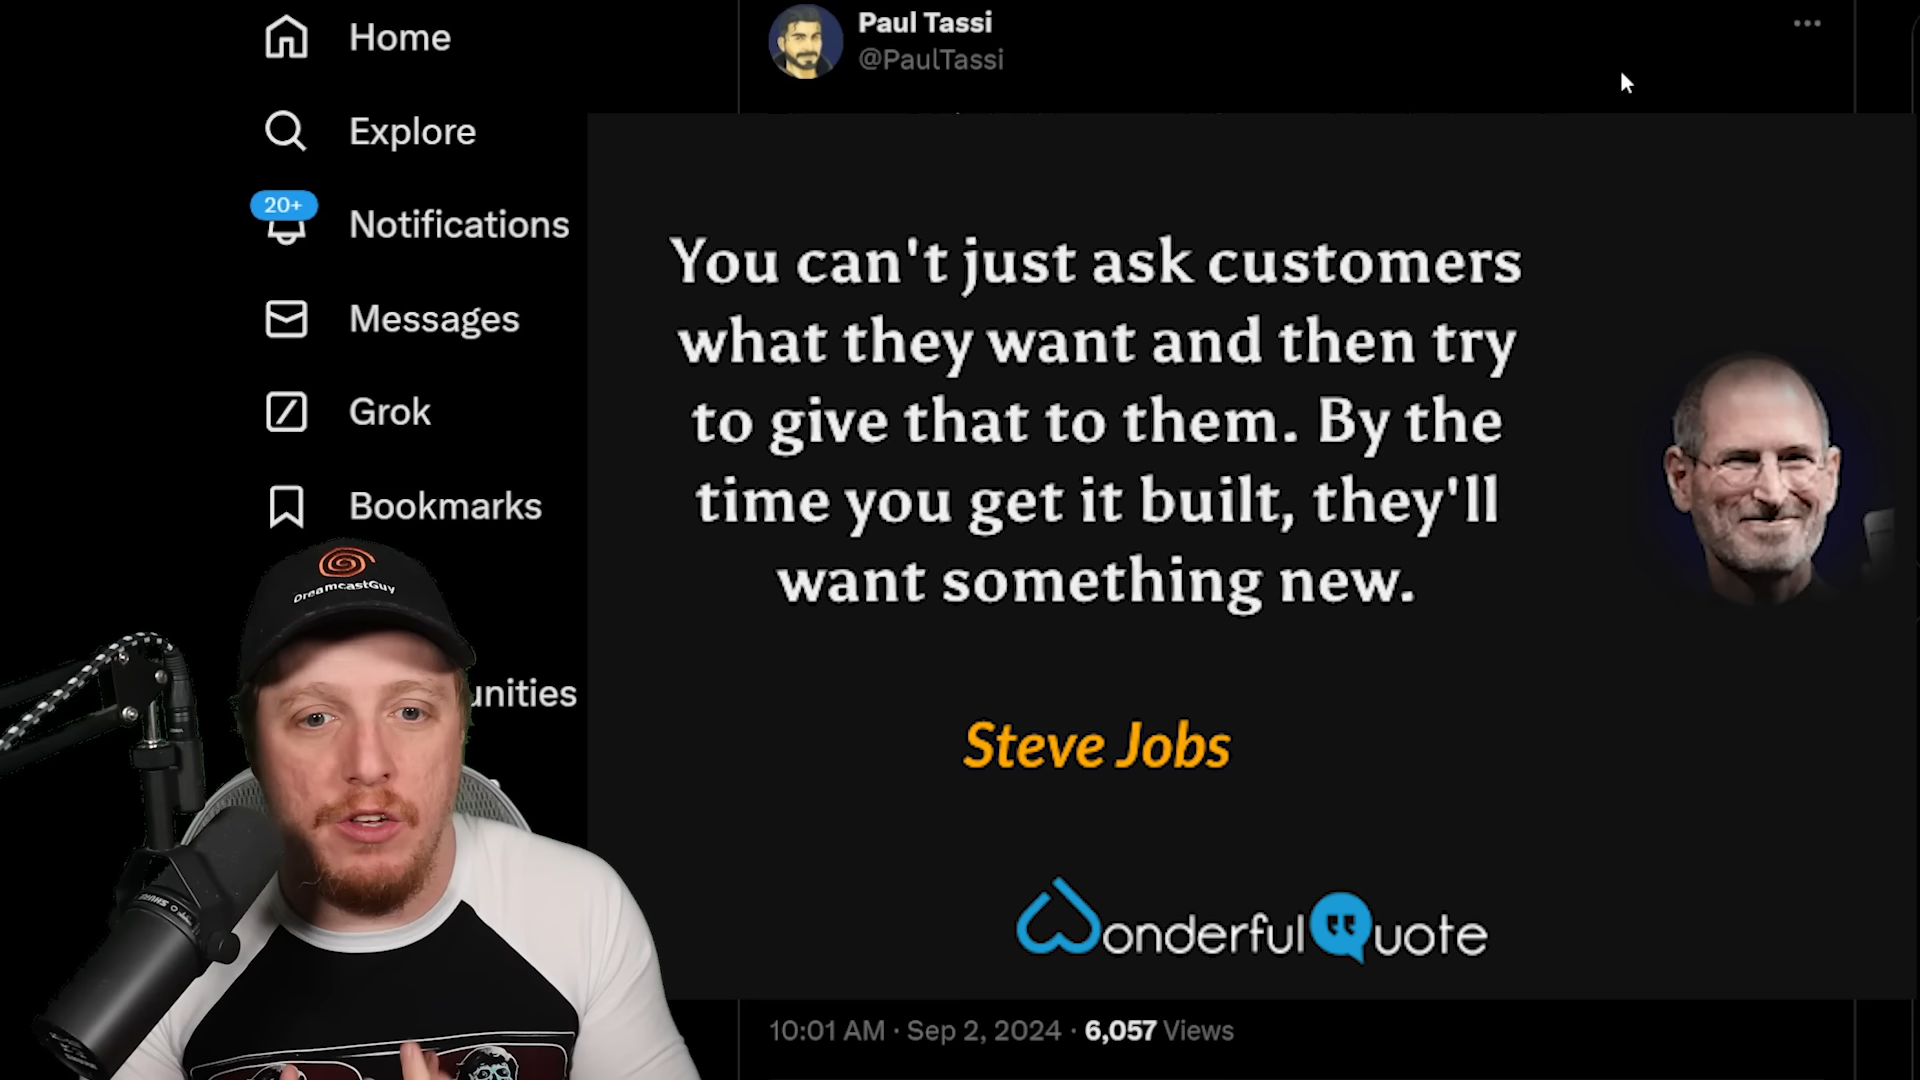 Home
Explore
20+
Notifications
Messages
Grok
Bookmarks
unities
Paul Tassi
@PaulTassi
You can't just ask customers
what they want and then try
to give that to them. By the
time you get it built, they'll
want something new.
Steve Jobs
WonderfulQuote
10:01 AM · Sep 2, 2024 · 6,057 Views
DreamcastGuy
SHURE